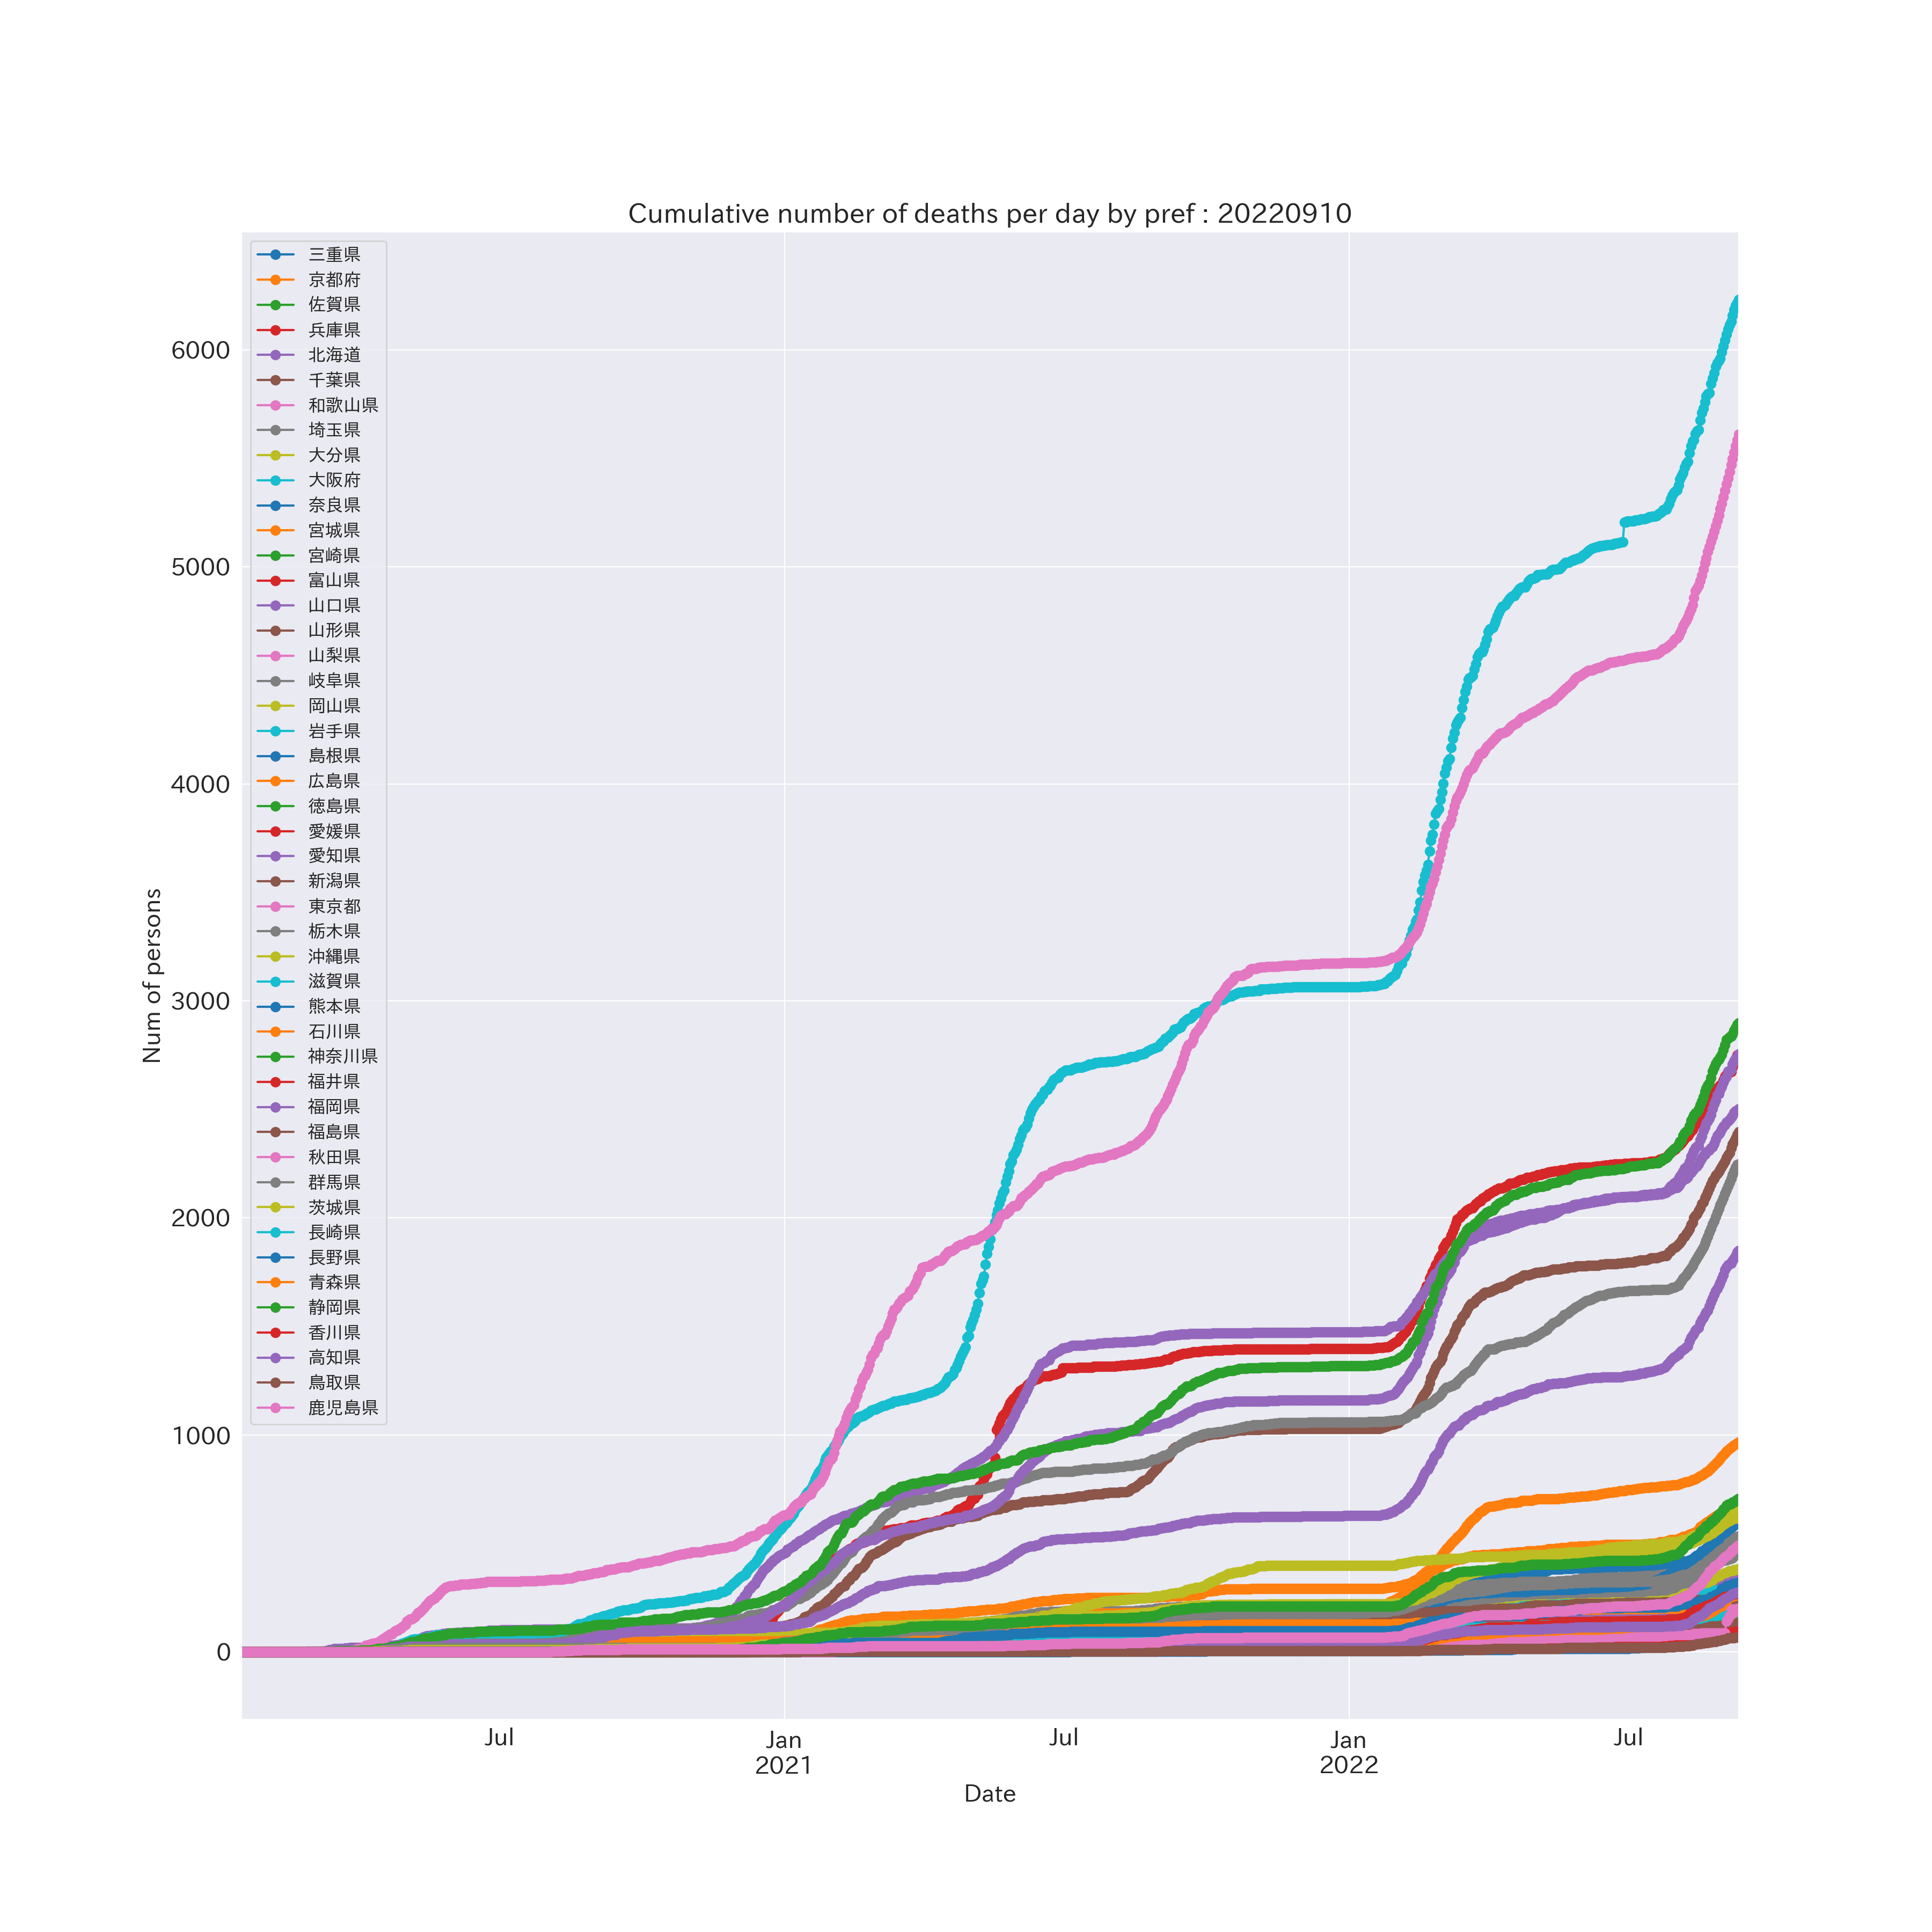 Cumulative number of deaths per day by pref : 20220910
三重県
京都府
佐賀県
兵庫県
北海道
千葉県
和歌山県
埼玉県
大分県
大阪府
奈良県
宮城県
宮崎県
富山県
山口県
山形県
山梨県
岐阜県
岡山県
岩手県
島根県
広島県
徳島県
愛媛県
愛知県
新潟県
東京都
栃木県
沖縄県
滋賀県
熊本県
石川県
神奈川県
福井県
福岡県
福島県
秋田県
群馬県
茨城県
長崎県
長野県
青森県
静岡県
香川県
高知県
鳥取県
鹿児島県
6000
5000
4000
3000
2000
1000
0
Num of persons
Jul
Jan
2021
Jul
Jan
2022
Jul
Date